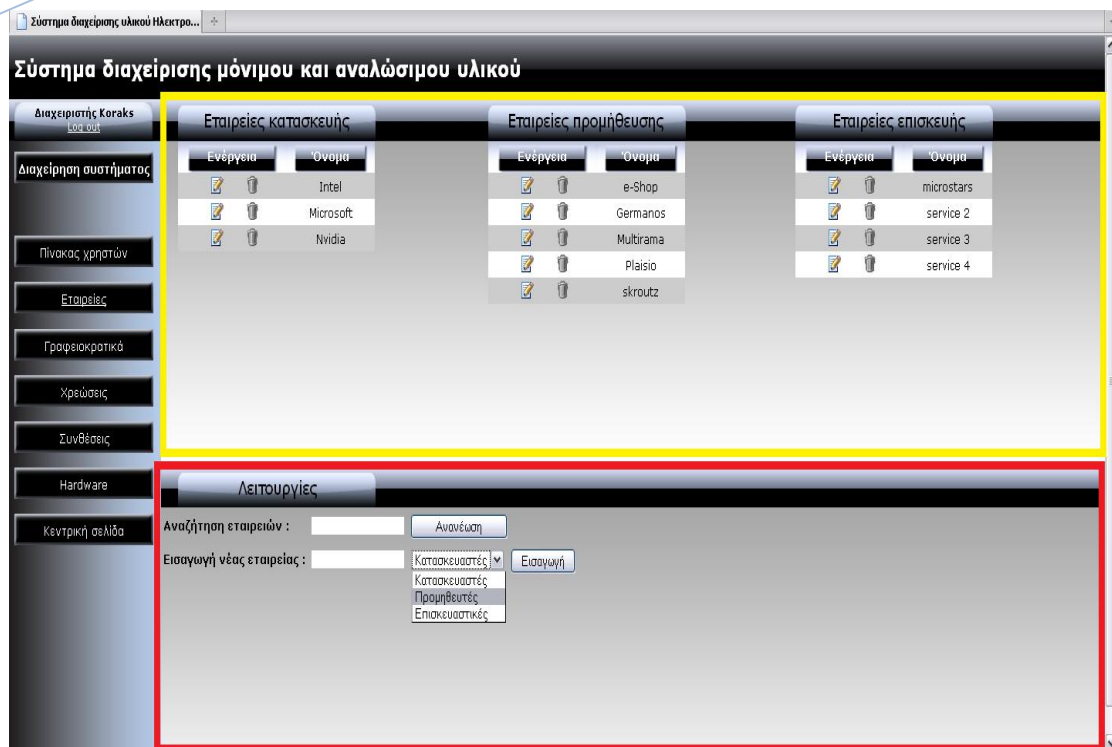 Σύστημα διαχείρισης υλικού Ηλεκτρο...
Σύστημα διαχείρισης μόνιμου και αναλώσιμου υλικού
Διαχειριστής Koraks
Log out
Διαχείρηση συστήματος
Πίνακας χρηστών
Εταιρείες
Γραφειοκρατικά
Χρεώσεις
Συνθέσεις
Hardware
Κεντρική σελίδα
Εταιρείες κατασκευής
Ενέργεια Όνομα
Intel
Microsoft
Nvidia
Εταιρείες προμήθευσης
Ενέργεια Όνομα
e-Shop
Germanos
Multirama
Plaisio
skroutz
Εταιρείες επισκευής
Ενέργεια Όνομα
microstars
service 2
service 3
service 4
Λειτουργίες
Αναζήτηση εταιρειών : Ανανέωση
Εισαγωγή νέας εταιρείας : Κατασκευαστές Εισαγωγή
Κατασκευαστές
Προμηθευτές
Επισκευαστικές